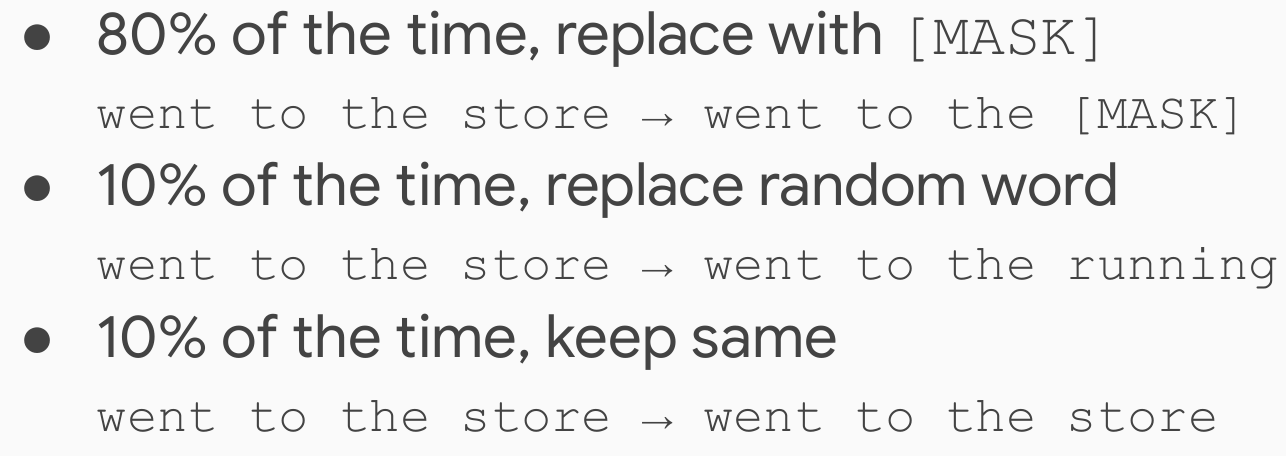 ● 80% of the time, replace with [MASK]
went to the store → went to the [MASK]
● 10% of the time, replace random word
went to the store → went to the running
● 10% of the time, keep same
went to the store → went to the store